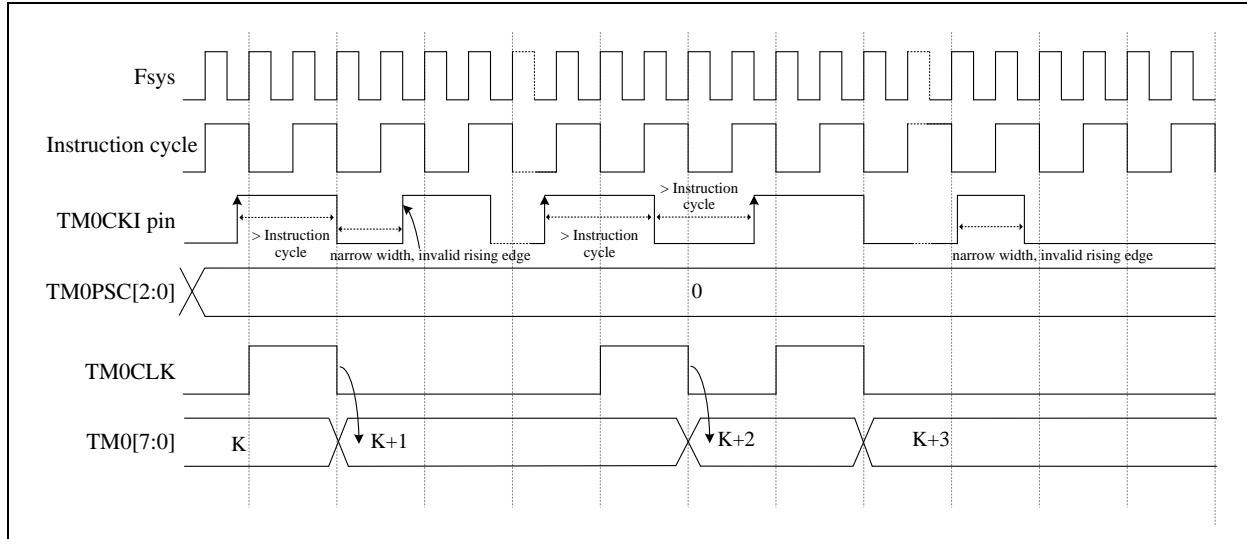 Fsys
Instruction cycle
> Instruction
cycle
TM0CKI pin
> Instruction
cycle
narrow width, invalid rising edge
> Instruction
cycle
narrow width, invalid rising edge
TM0PSC[2:0]
0
TM0CLK
TM0[7:0]
K
K+1
K+2
K+3